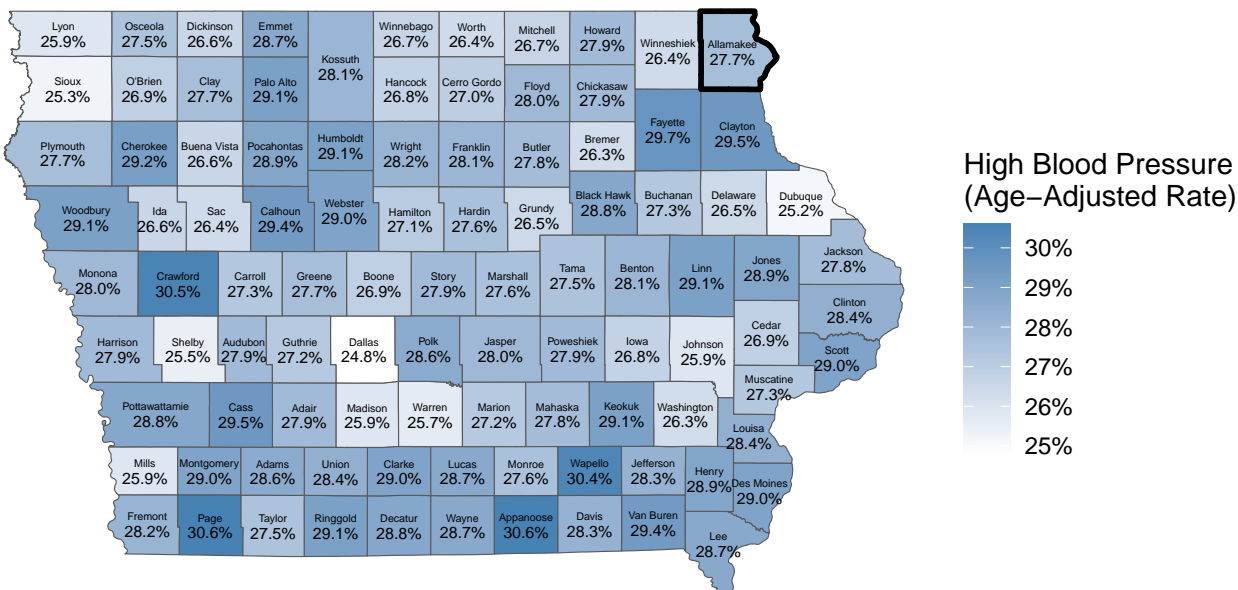 Lyon
25.9%
Osceola
27.5%
Dickinson
26.6%
Emmet
28.7%
Kossuth
28.1%
Winnebago
26.7%
Worth
26.4%
Mitchell
26.7%
Howard
27.9%
Winneshiek
26.4%
Allamakee
27.7%
Sioux
25.3%
O'Brien
26.9%
Clay
27.7%
Palo Alto
29.1%
Hancock
26.8%
Cerro Gordo
27.0%
Floyd
28.0%
Chickasaw
27.9%
Fayette
29.7%
Clayton
29.5%
Plymouth
27.7%
Cherokee
29.2%
Buena Vista
26.6%
Pocahontas
28.9%
Humboldt
29.1%
Wright
28.2%
Franklin
28.1%
Butler
27.8%
Bremer
26.3%
High Blood Pressure
(Age−Adjusted Rate)
30%
29%
28%
27%
26%
25%
Woodbury
29.1%
Ida
26.6%
Sac
26.4%
Calhoun
29.4%
Webster
29.0%
Hamilton
27.1%
Hardin
27.6%
Grundy
26.5%
Black Hawk
28.8%
Buchanan
27.3%
Delaware
26.5%
Dubuque
25.2%
Monona
28.0%
Crawford
30.5%
Carroll
27.3%
Greene
27.7%
Boone
26.9%
Story
27.9%
Marshall
27.6%
Tama
27.5%
Benton
28.1%
Linn
29.1%
Jones
28.9%
Jackson
27.8%
Clinton
28.4%
Harrison
27.9%
Shelby
25.5%
Audubon
27.9%
Guthrie
27.2%
Dallas
24.8%
Polk
28.6%
Jasper
28.0%
Poweshiek
27.9%
Iowa
26.8%
Johnson
25.9%
Cedar
26.9%
Scott
29.0%
Muscatine
27.3%
Pottawattamie
28.8%
Cass
29.5%
Adair
27.9%
Madison
25.9%
Warren
25.7%
Marion
27.2%
Mahaska
27.8%
Keokuk
29.1%
Washington
26.3%
Louisa
28.4%
Mills
25.9%
Montgomery
29.0%
Adams
28.6%
Union
28.4%
Clarke
29.0%
Lucas
28.7%
Monroe
27.6%
Wapello
30.4%
Jefferson
28.3%
Henry
28.9%
Des Moines
29.0%
Fremont
28.2%
Page
30.6%
Taylor
27.5%
Ringgold
29.1%
Decatur
28.8%
Wayne
28.7%
Appanoose
30.6%
Davis
28.3%
Van Buren
29.4%
Lee
28.7%